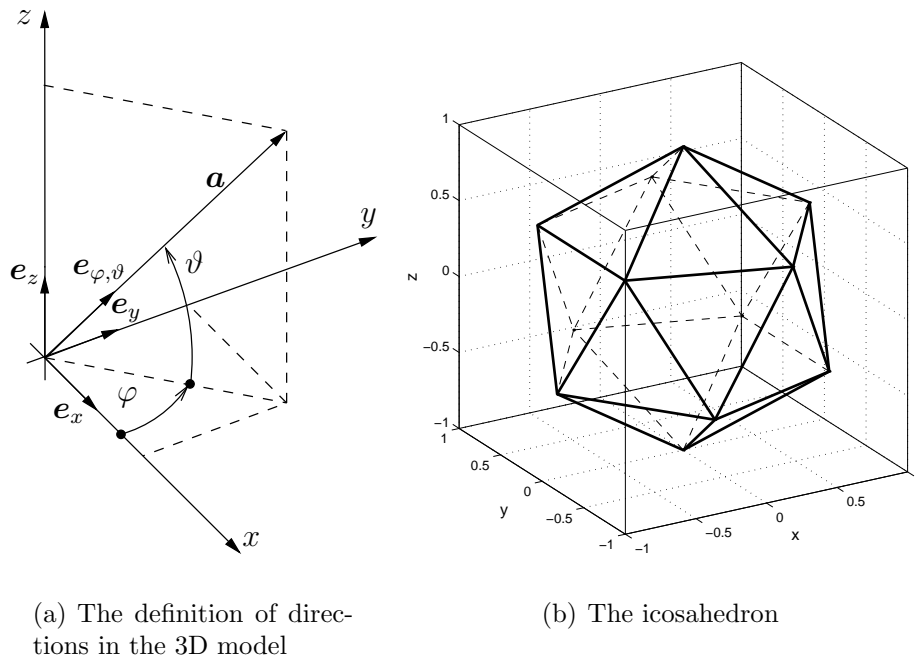 z
a
y
e_z
e_{φ,ϑ}
ϑ
e_y
e_x
φ
x
1
0.5
0
−0.5
−1
z
1
0.5
0
−0.5
−1
y
−1
−0.5
0
0.5
x
(a) The definition of direc-
tions in the 3D model
(b) The icosahedron